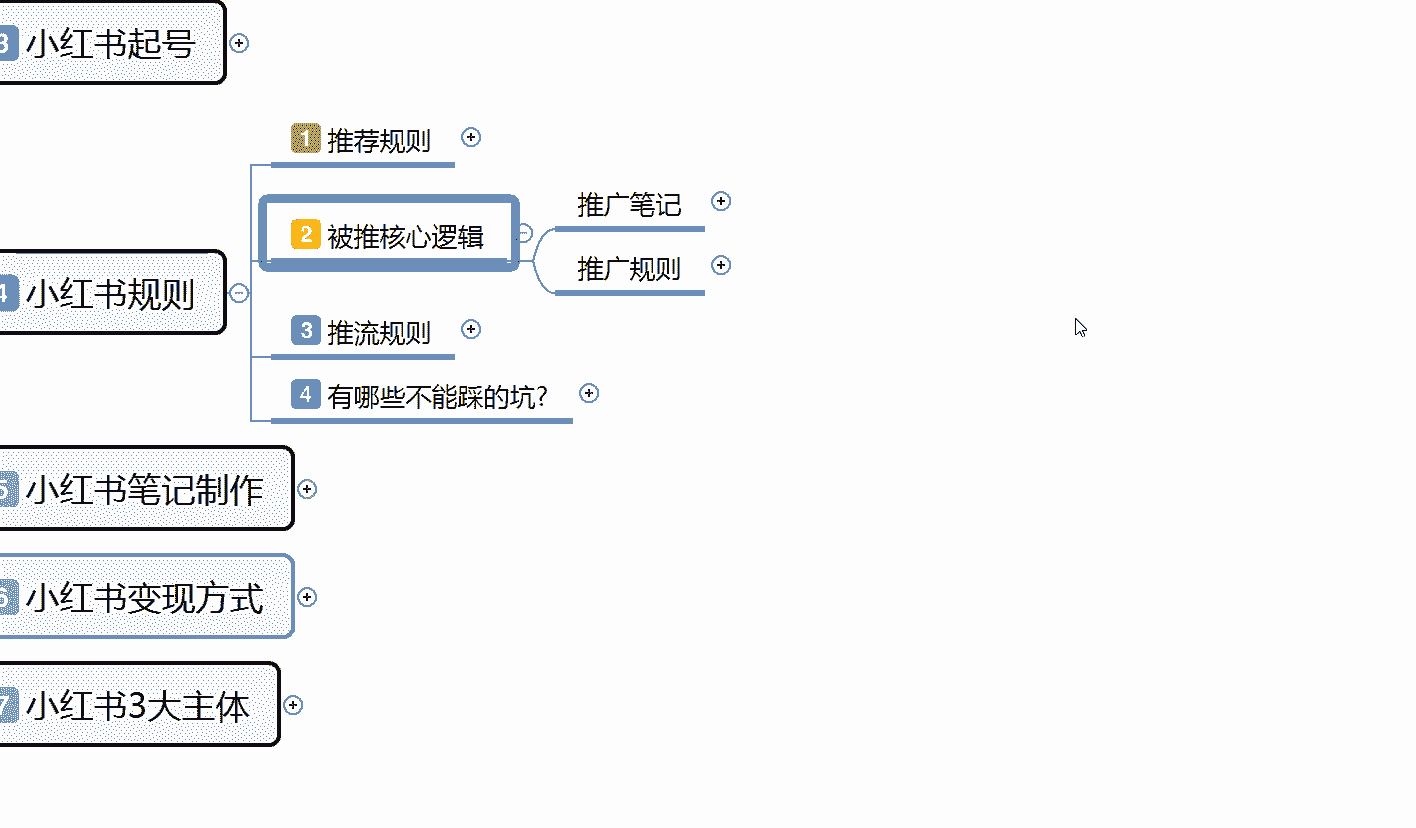 3 小红书起号
1 推荐规则
2 被推核心逻辑
推广笔记
推广规则
4 小红书规则
3 推流规则
4 有哪些不能踩的坑?
5 小红书笔记制作
6 小红书变现方式
7 小红书3大主体